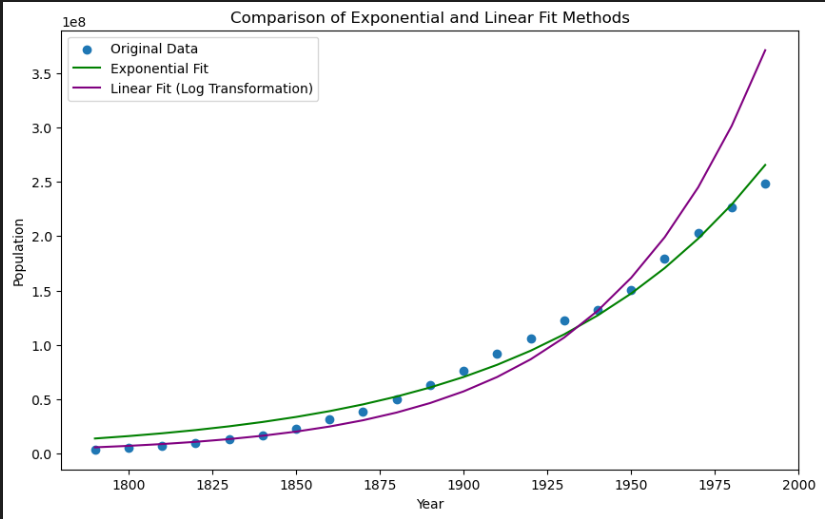 Comparison of Exponential and Linear Fit Methods
1e8
Original Data
Exponential Fit
Linear Fit (Log Transformation)
3.5
3.0
2.5
2.0
1.5
1.0
0.5
0.0
Population
1800
1825
1850
1875
1900
1925
1950
1975
2000
Year